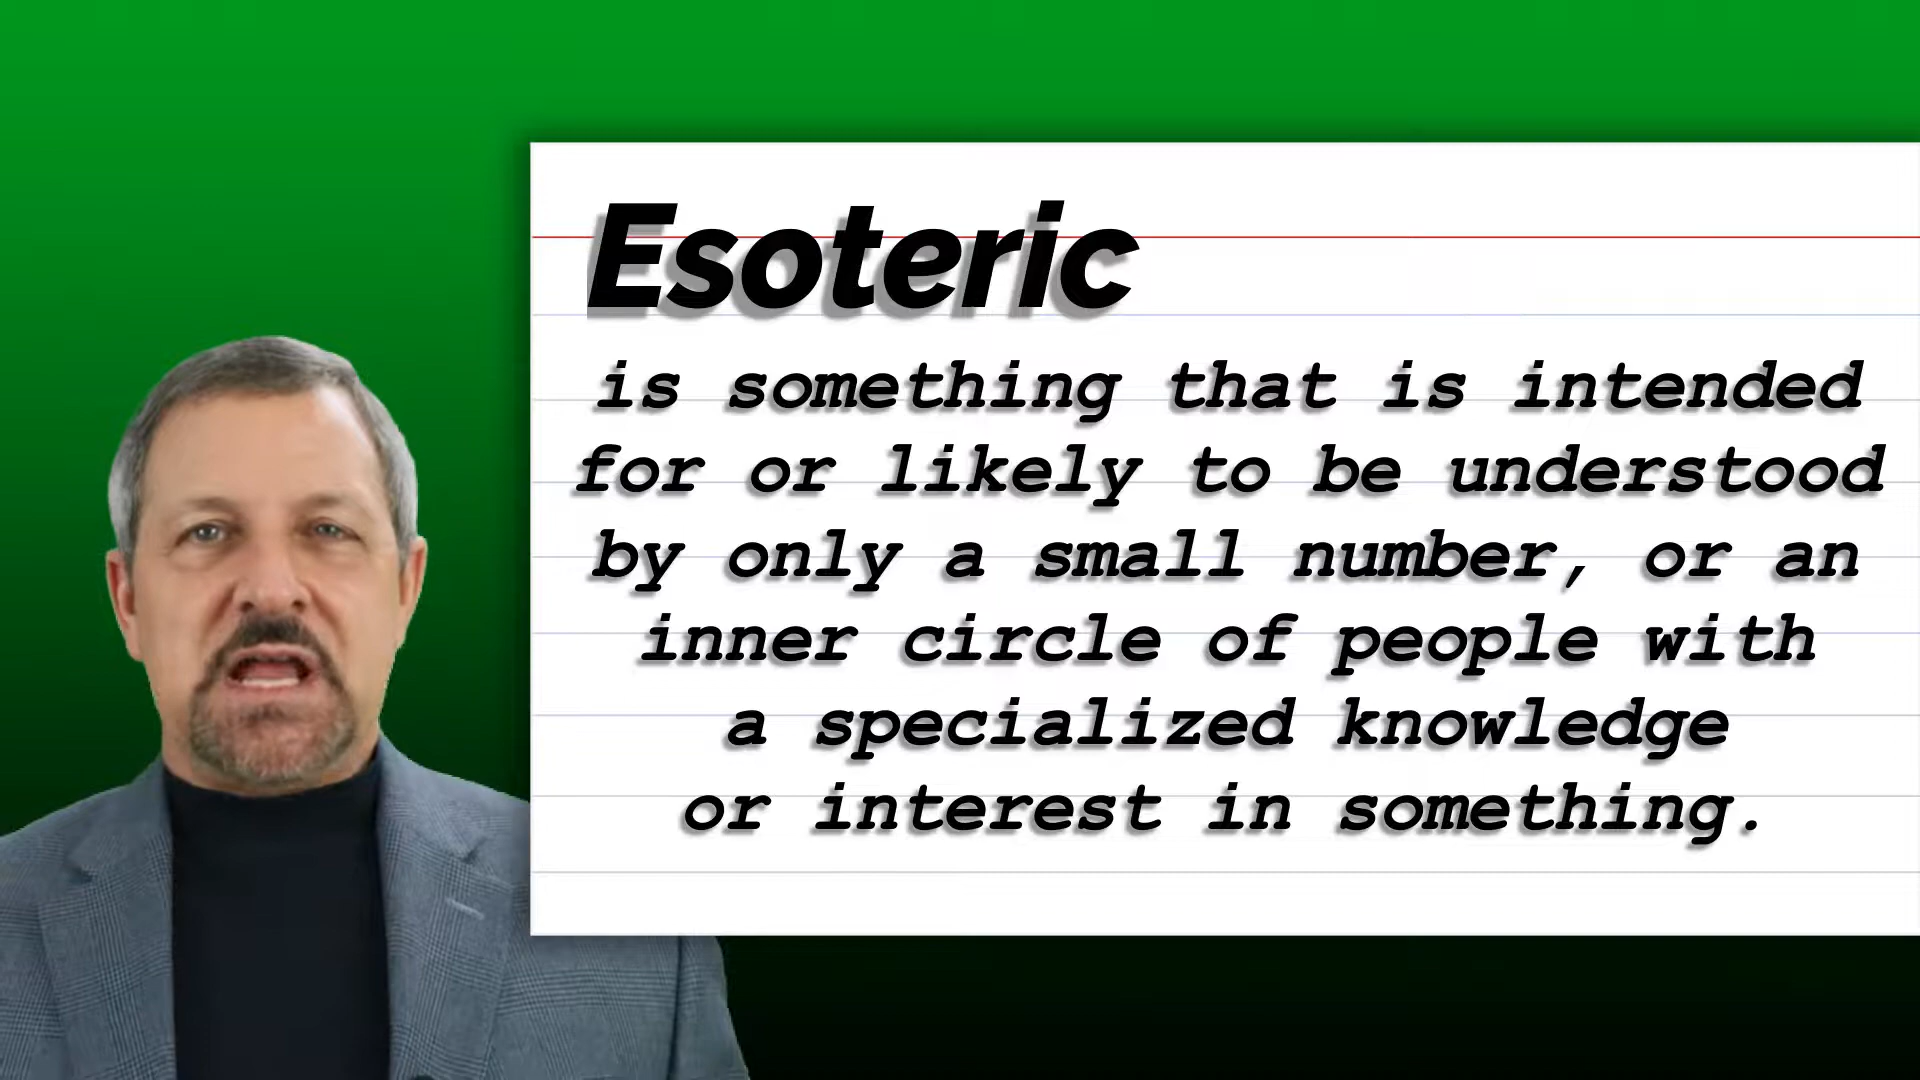 Esoteric
is something that is intended
for or likely to be understood
by only a small number, or an
inner circle of people with
a specialized knowledge
or interest in something.